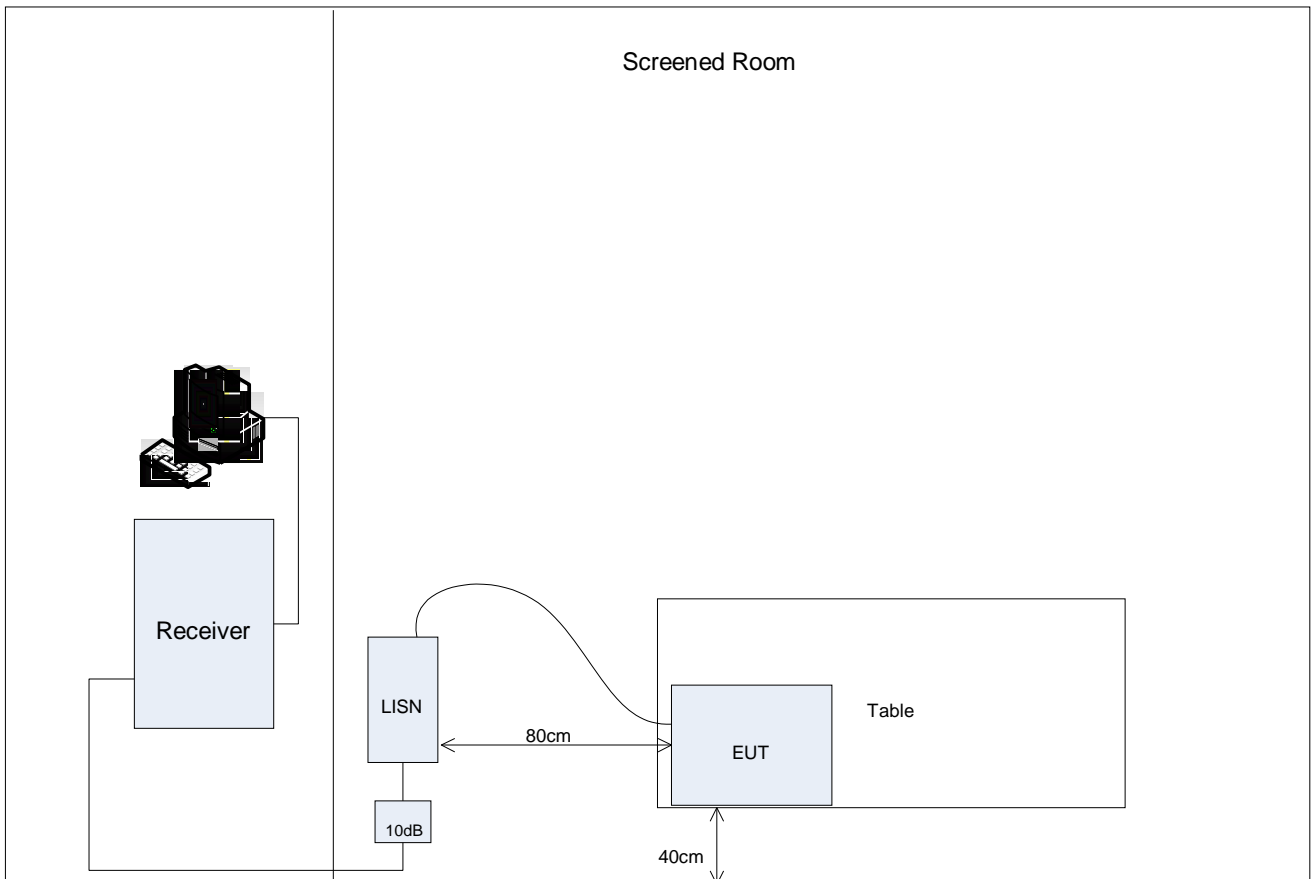 Screened Room
Receiver
LISN
80cm
Table
EUT
10dB
40cm